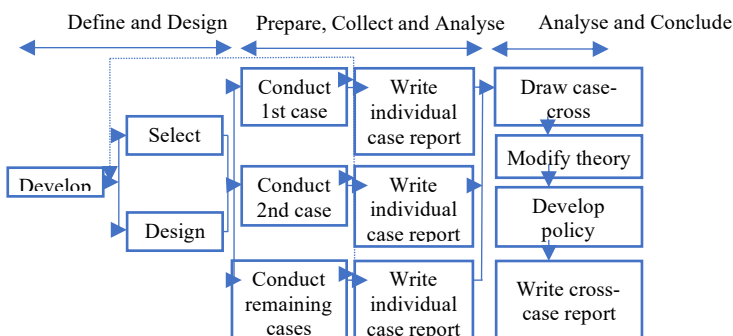 Define and Design
Prepare, Collect and Analyse
Analyse and Conclude
Develop
Select
Design
Conduct
1st case
Write
individual
case report
Conduct
2nd case
Write
individual
case report
Conduct
remaining
cases
Write
individual
case report
Draw case-
cross
Modify theory
Develop
policy
Write cross-
case report